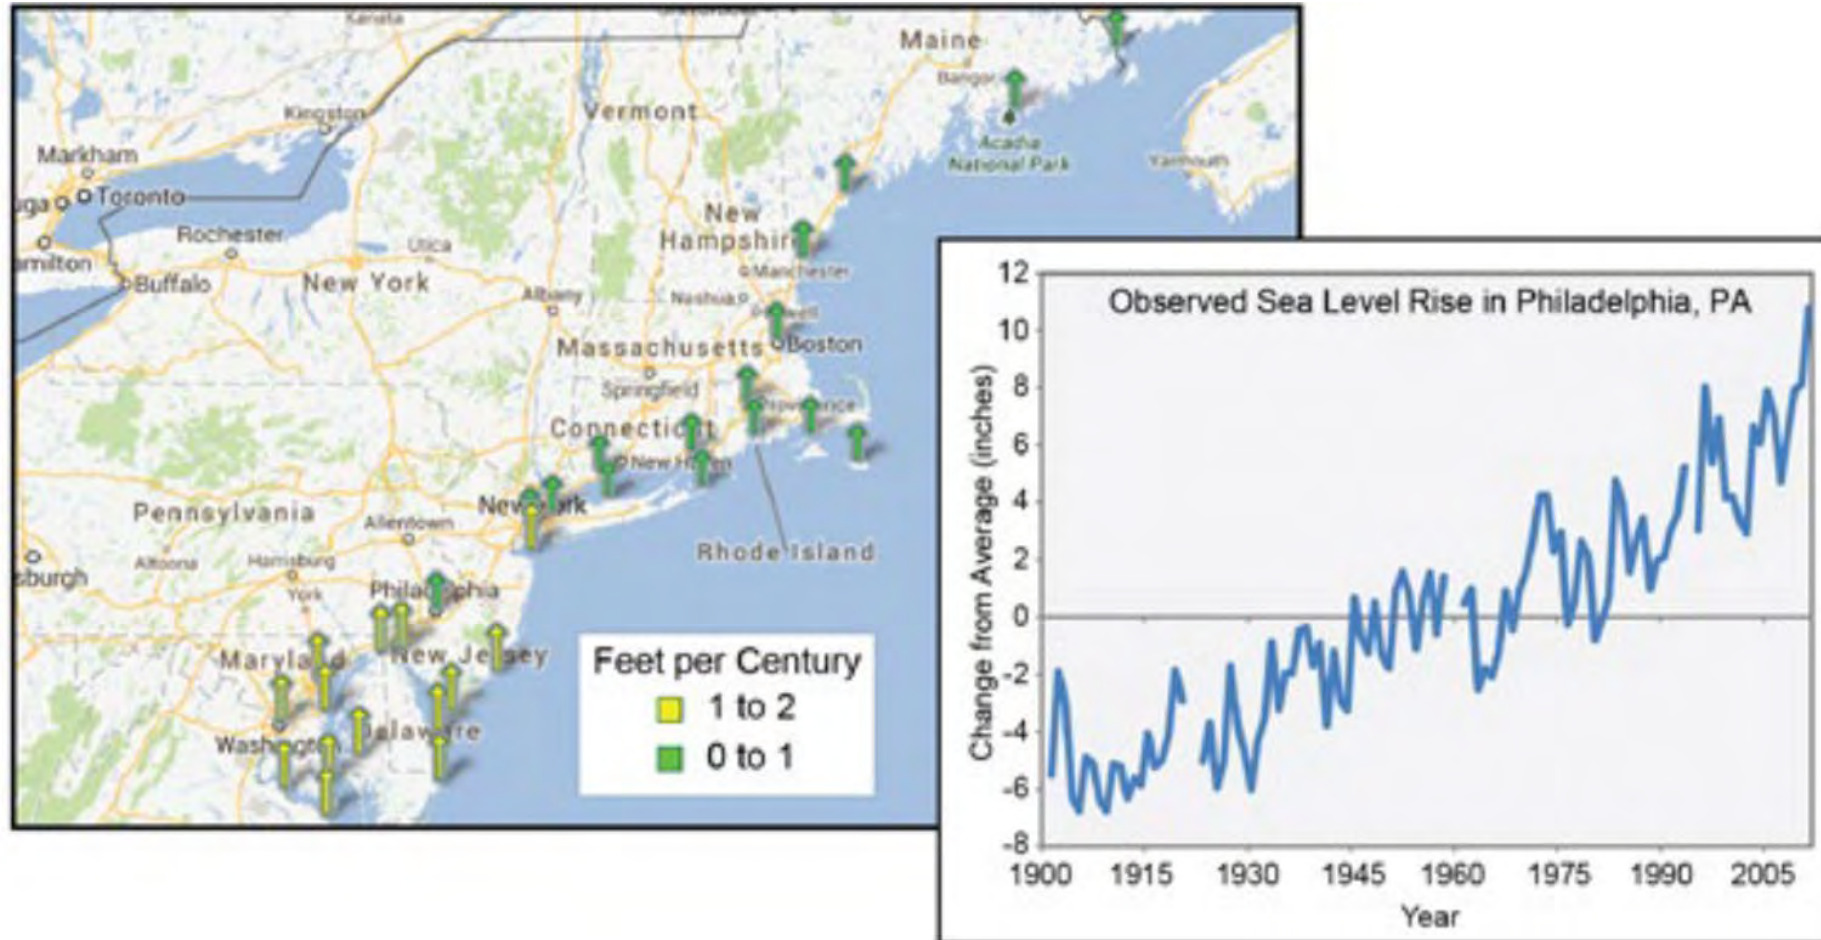 Kanata
Maine
Bangor
Kingston
Vermont
Markham
Acadia
National Park
Yarmouth
Toronto
New
Hampshir
Rochester
Utica
Manchester
Buffalo
New York
Albany
Nashua
Massachusetts
Boston
Springfield
Connecticut
New Haven
Pennsylvania
Allentown
New York
Altoona
Harrisburg
Rhode Island
sburgh
Philadelphia
York
Maryland
New Jersey
Washington
Delaware
Feet per Century
1 to 2
0 to 1
Observed Sea Level Rise in Philadelphia, PA
Change from Average (inches)
12
10
8
6
4
2
0
-2
-4
-6
-8
1900 1915 1930 1945 1960 1975 1990 2005
Year